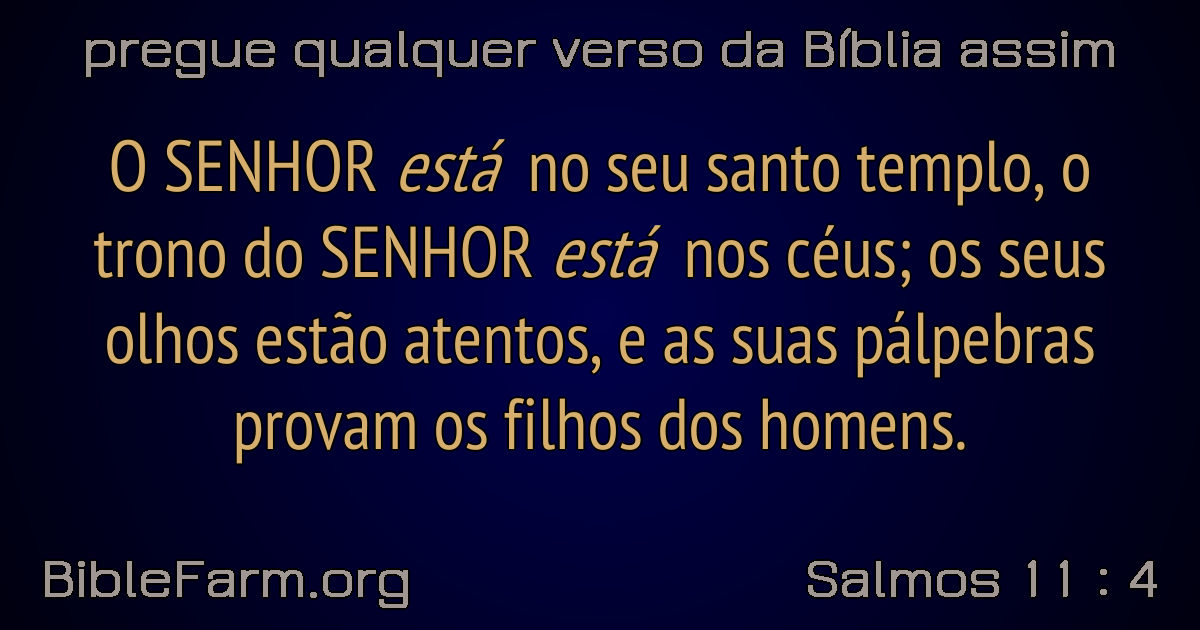 pregue qualquer verso da Bíblia assim
O SENHOR está no seu santo templo, o
trono do SENHOR está nos céus; os seus
olhos estão atentos, e as suas pálpebras
provam os filhos dos homens.
BibleFarm.org
Salmos 11 : 4